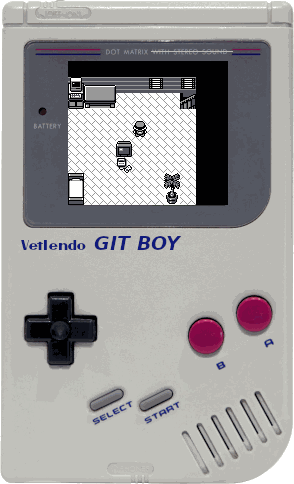 DOT MATRIX WITH STEREO SOUND
BATTERY
Vetlendo GIT BOY
A
B
SELECT
START